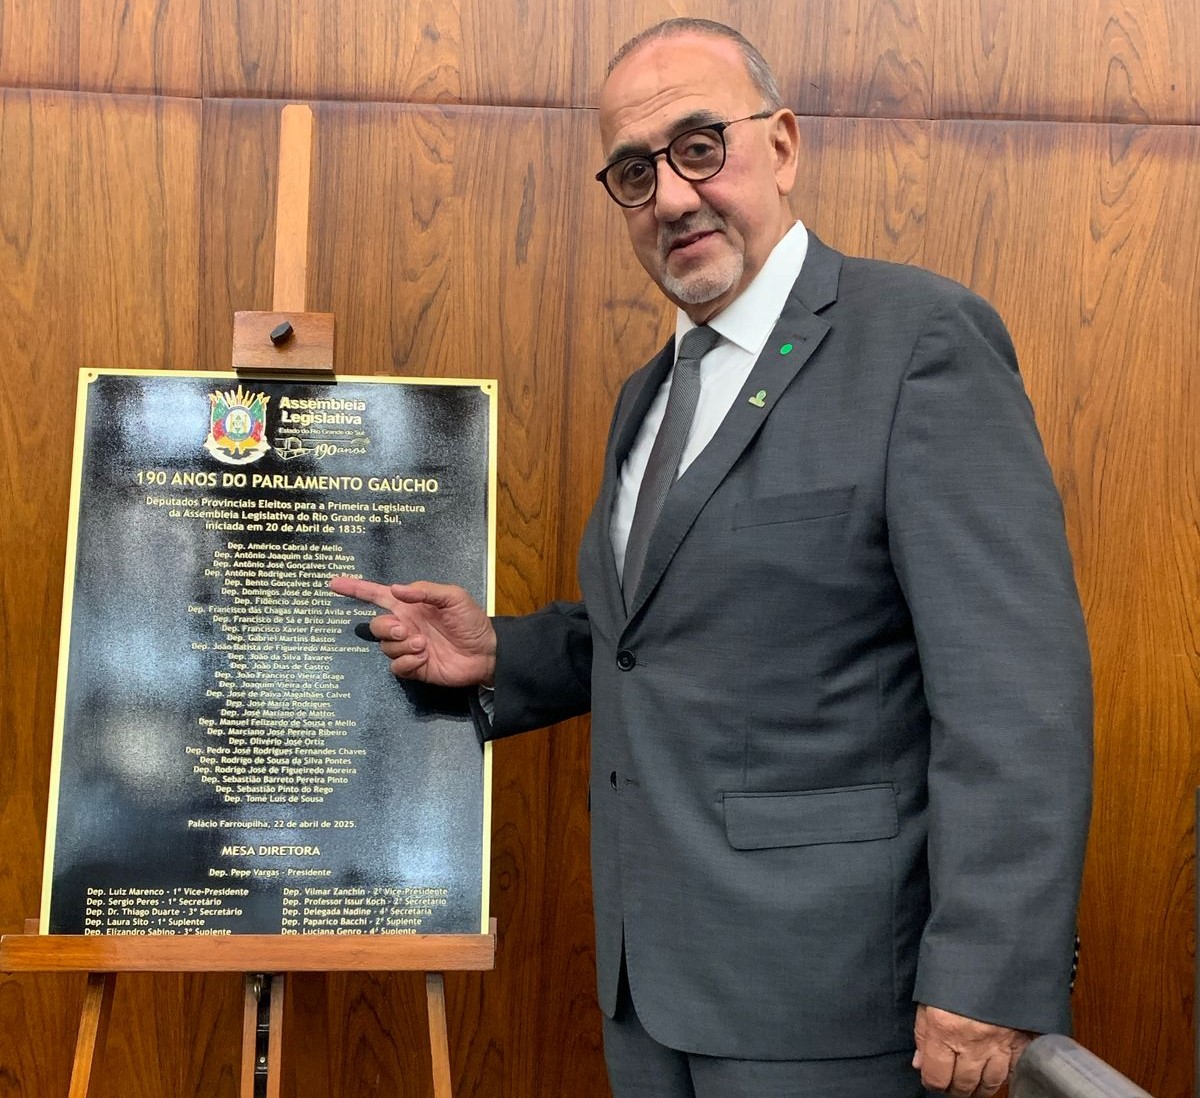 Assembleia
Legislativa
Estado do Rio Grande do Sul
190 anos
190 ANOS DO PARLAMENTO GAÚCHO
Deputados Provinciais Eleitos para a Primeira Legislatura
da Assembleia Legislativa do Rio Grande do Sul,
iniciada em 20 de Abril de 1835:
Dep. Américo Cabral de Mello
Dep. Antônio Joaquim da Silva Maya
Dep. Antônio José Gonçalves Chaves
Dep. Antônio Rodrigues Fernandes Braga
Dep. Bento Gonçalves da
Dep. Domingos José de
Dep. Fidêncio José Ortiz
Dep. Francisco das Chagas Martins Ávila e Souza
Dep. Francisco de Sá e Brito Júnior
Dep. Francisco Xavier Ferreira
Dep. Gabriel Martins Bastos
Dep. João Batista de Figueiredo Mascarenhas
Dep. João da Silva Tavares
Dep. João Dias de Castro
Dep. João Francisco Vieira Braga
Dep. Joaquim Vieira da Cunha
Dep. José de Paiva Magalhães Calvet
Dep. José Maria Rodrigues
Dep. José Mariano de Mattos
Dep. Manuel Felizardo de Sousa e Mello
Dep. Marciano José Pereira Ribeiro
Dep. Olivério José Ortiz
Dep. Pedro José Rodrigues Fernandes Chaves
Dep. Rodrigo de Sousa da Silva Pontes
Dep. Rodrigo José de Figueiredo Moreira
Dep. Sebastião Barreto Pereira Pinto
Dep. Sebastião Pinto do Rego
Dep. Tomé Luis de Sousa
Palácio Farroupilha, 22 de abril de 2025.
MESA DIRETORA
Dep. Pepe Vargas - Presidente
Dep. Luiz Marenco - 1º Vice-Presidente
Dep. Sergio Peres - 1º Secretário
Dep. Dr. Thiago Duarte - 3º Secretário
Dep. Laura Sito - 1º Suplente
Dep. Elizandro Sabino - 3º Suplente
Dep. Vilmar Zanchin - 2º Vice-Presidente
Dep. Professor Issur Koch - 2º Secretário
Dep. Delegada Nadine - 4ª Secretária
Dep. Paparico Bacchi - 2º Suplente
Dep. Luciana Genro - 4ª Suplente